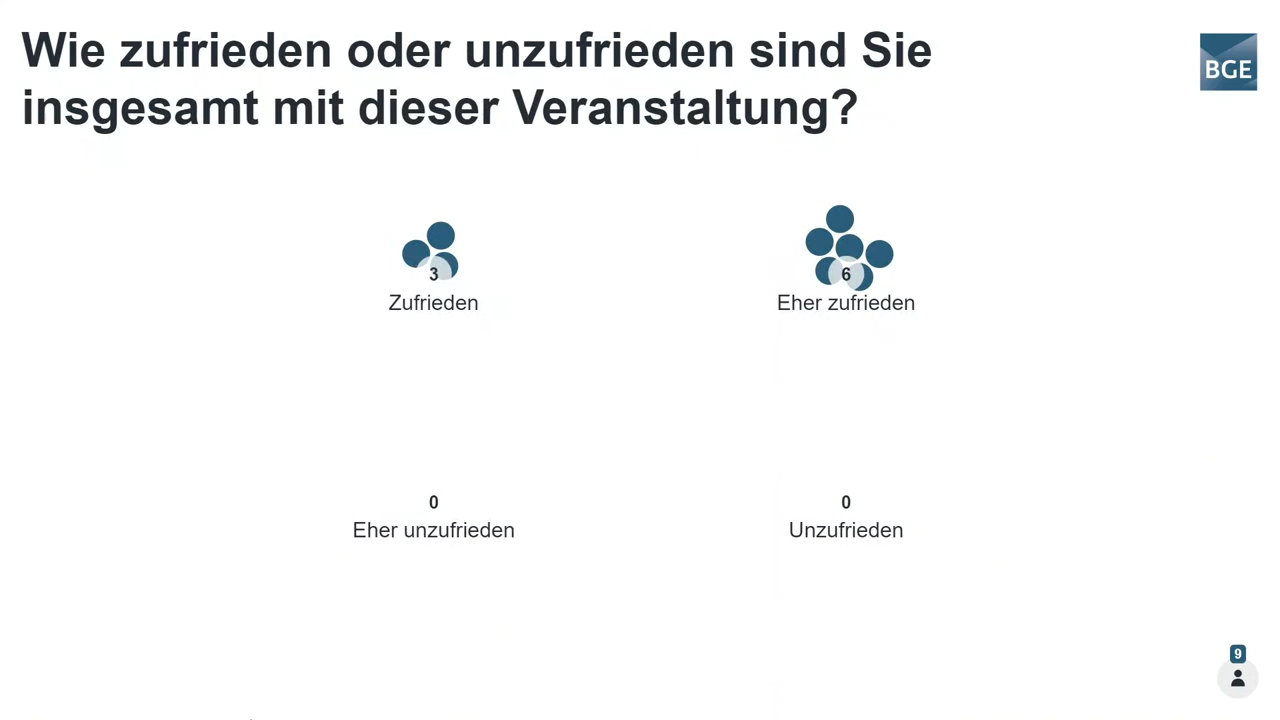 Wie zufrieden oder unzufrieden sind Sie
insgesamt mit dieser Veranstaltung?
BGE
3
Zufrieden
6
Eher zufrieden
0
Eher unzufrieden
0
Unzufrieden
9